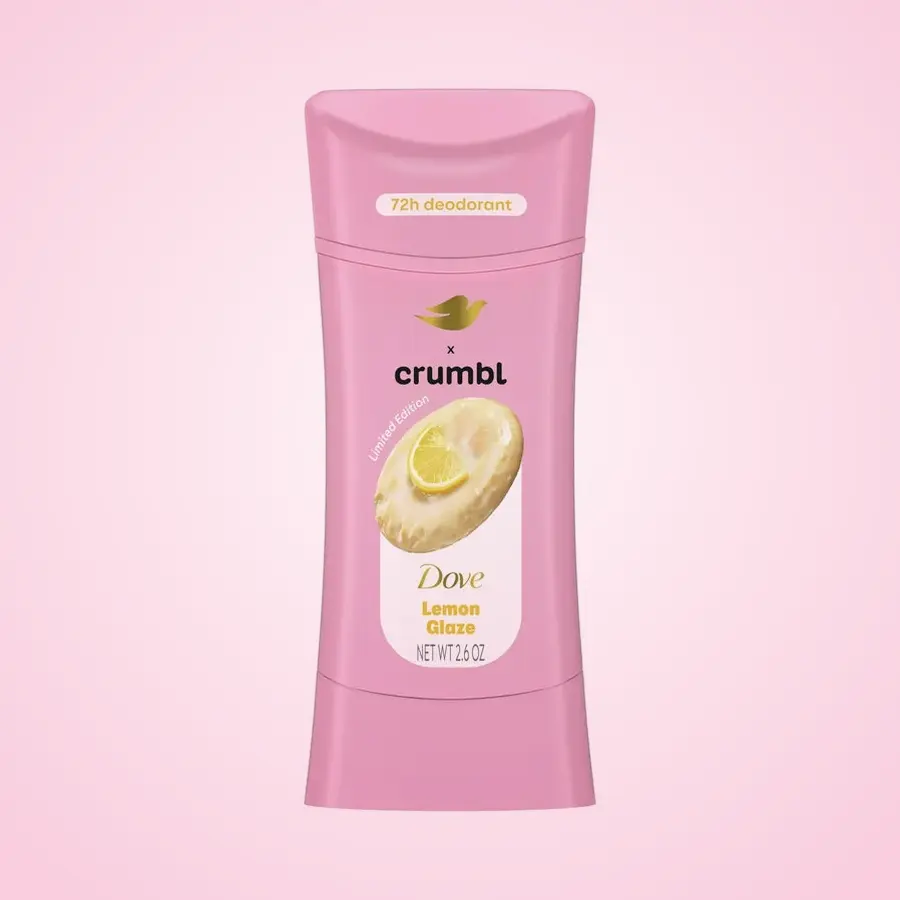 72h deodorant
x
crumbl
Limited Edition
Dove
Lemon
Glaze
NET WT 2.6 OZ